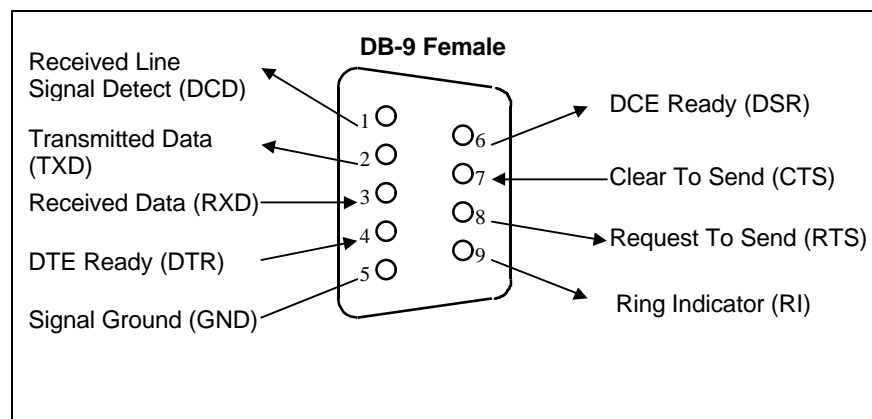 DB-9 Female
Received Line
Signal Detect (DCD)
Transmitted Data
(TXD)
Received Data (RXD)
DTE Ready (DTR)
Signal Ground (GND)
1
2
3
4
5
6
7
8
9
DCE Ready (DSR)
Clear To Send (CTS)
Request To Send (RTS)
Ring Indicator (RI)